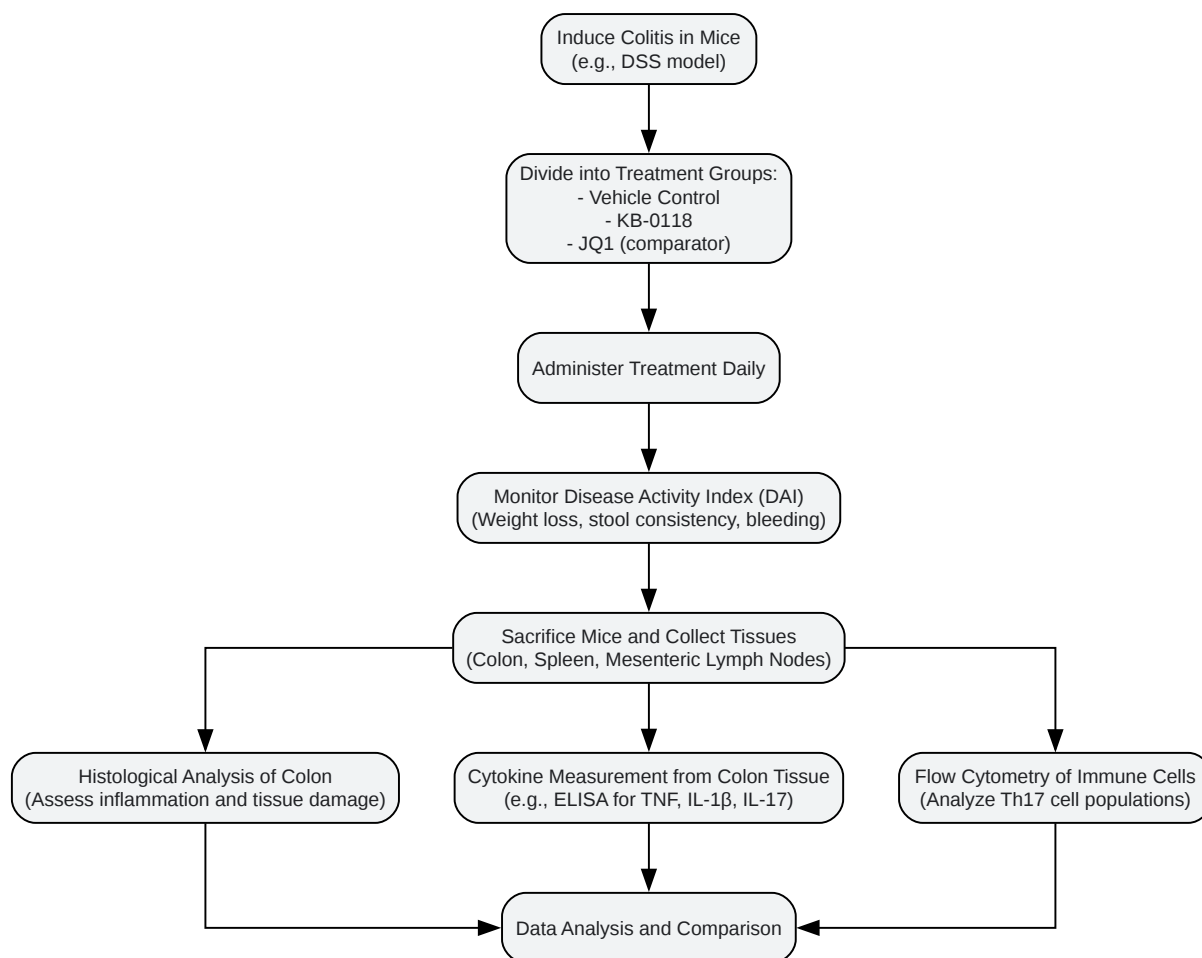 Induce Colitis in Mice
(e.g., DSS model)
Divide into Treatment Groups:
- Vehicle Control
- KB-0118
- JQ1 (comparator)
Administer Treatment Daily
Monitor Disease Activity Index (DAI)
(Weight loss, stool consistency, bleeding)
Sacrifice Mice and Collect Tissues
(Colon, Spleen, Mesenteric Lymph Nodes)
Histological Analysis of Colon
(Assess inflammation and tissue damage)
Cytokine Measurement from Colon Tissue
(e.g., ELISA for TNF, IL-1β, IL-17)
Flow Cytometry of Immune Cells
(Analyze Th17 cell populations)
Data Analysis and Comparison